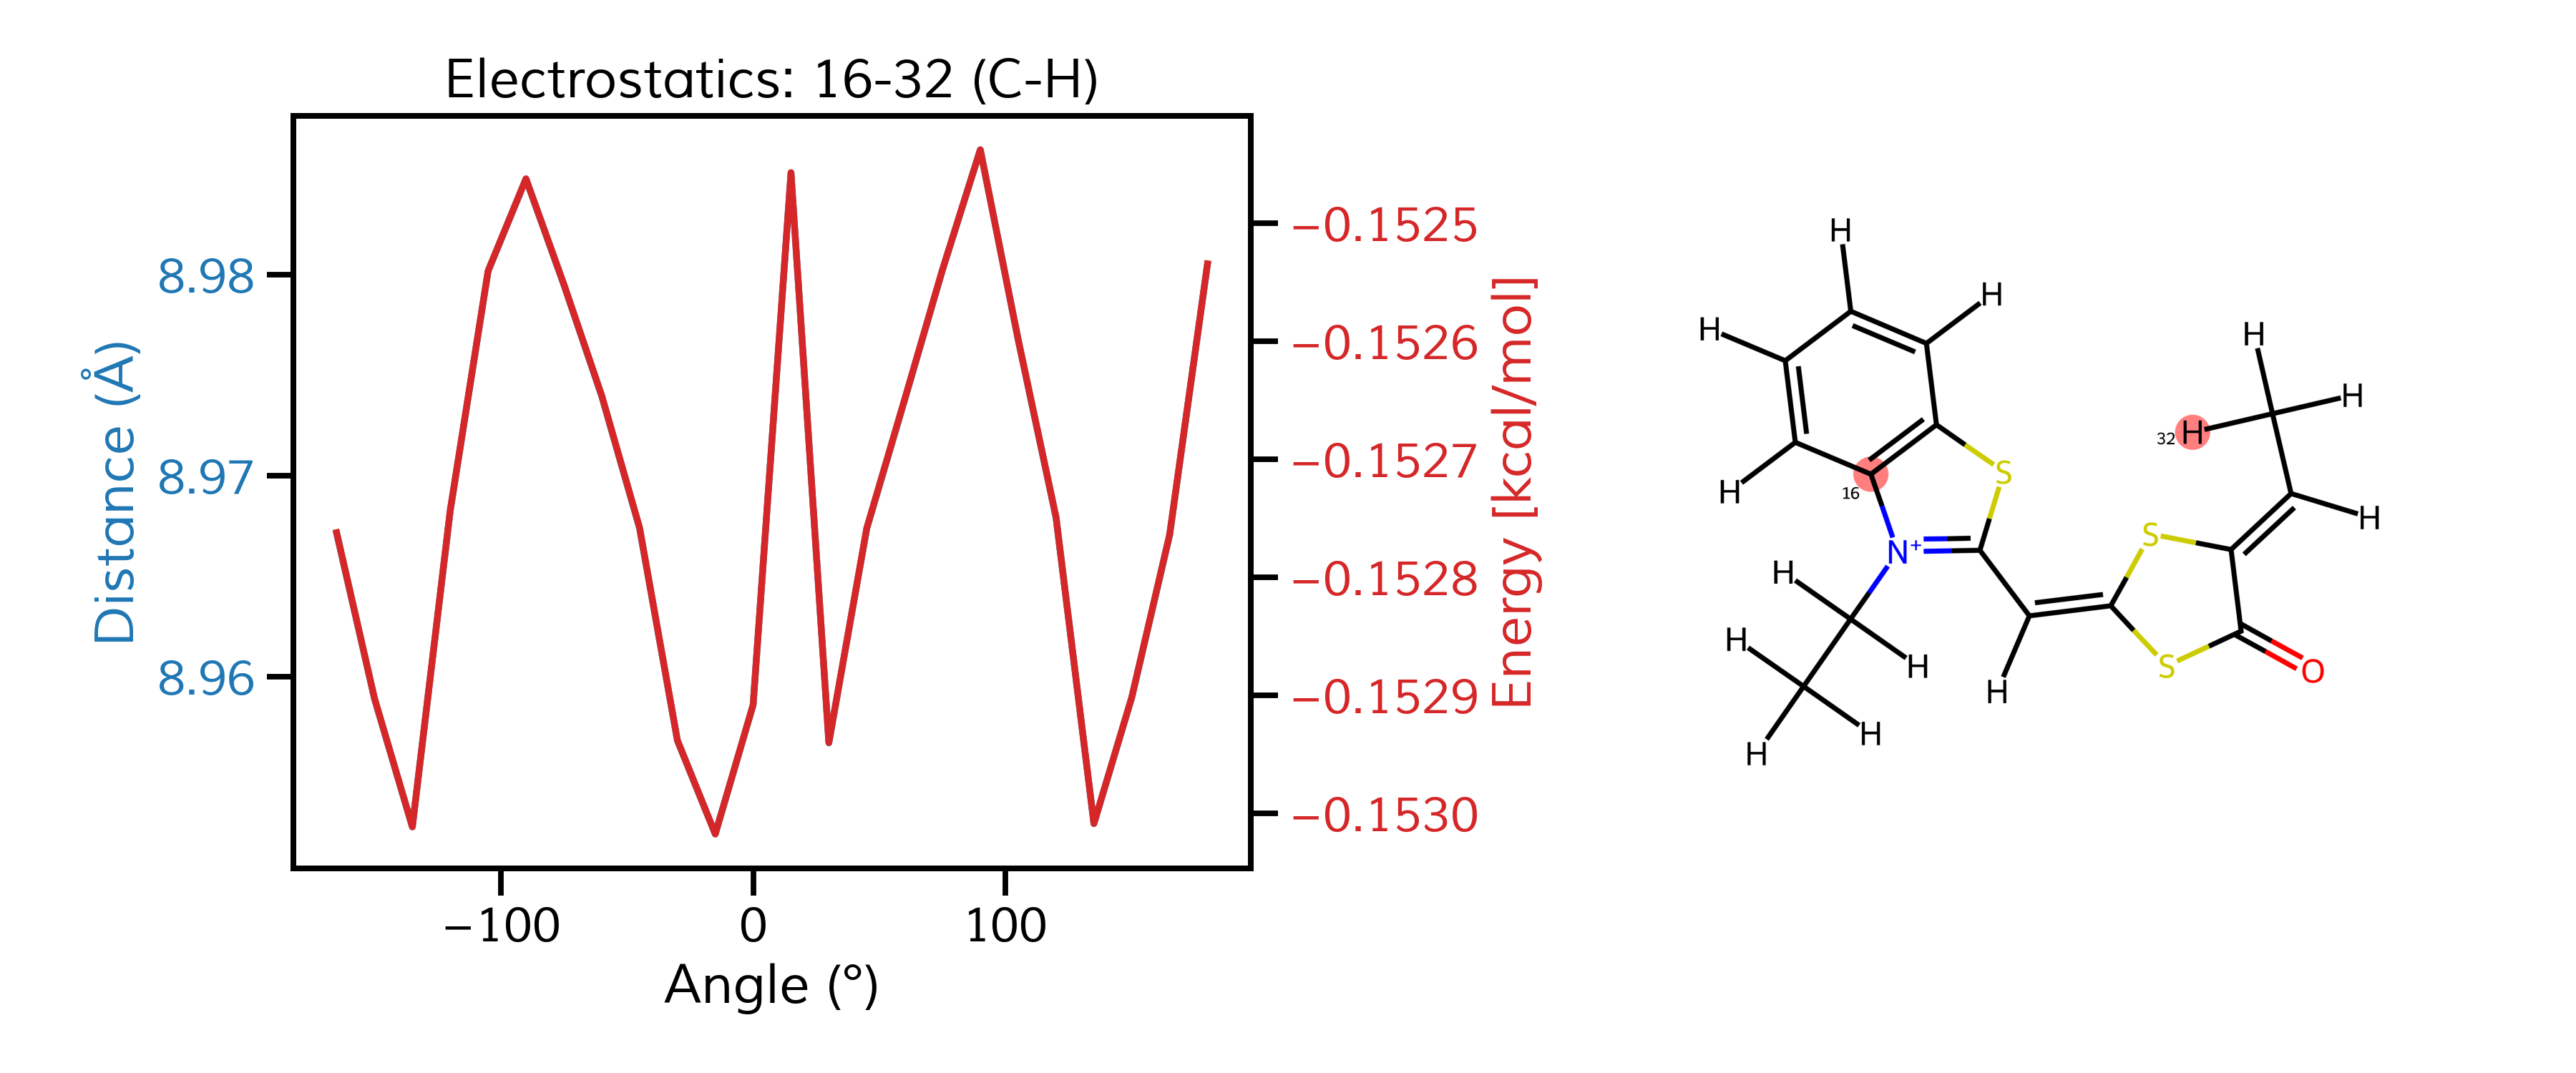 Electrostatics: 16-32 (C-H)
Distance (Å)
8.98
8.97
8.96
−100
0
100
Angle (°)
−0.1525
−0.1526
−0.1527
−0.1528
−0.1529
−0.1530
Energy [kcal/mol]
H
H
H
H
H
H
32 H
S
16
H
N+
S
H
H
H
S
O
H
H
H